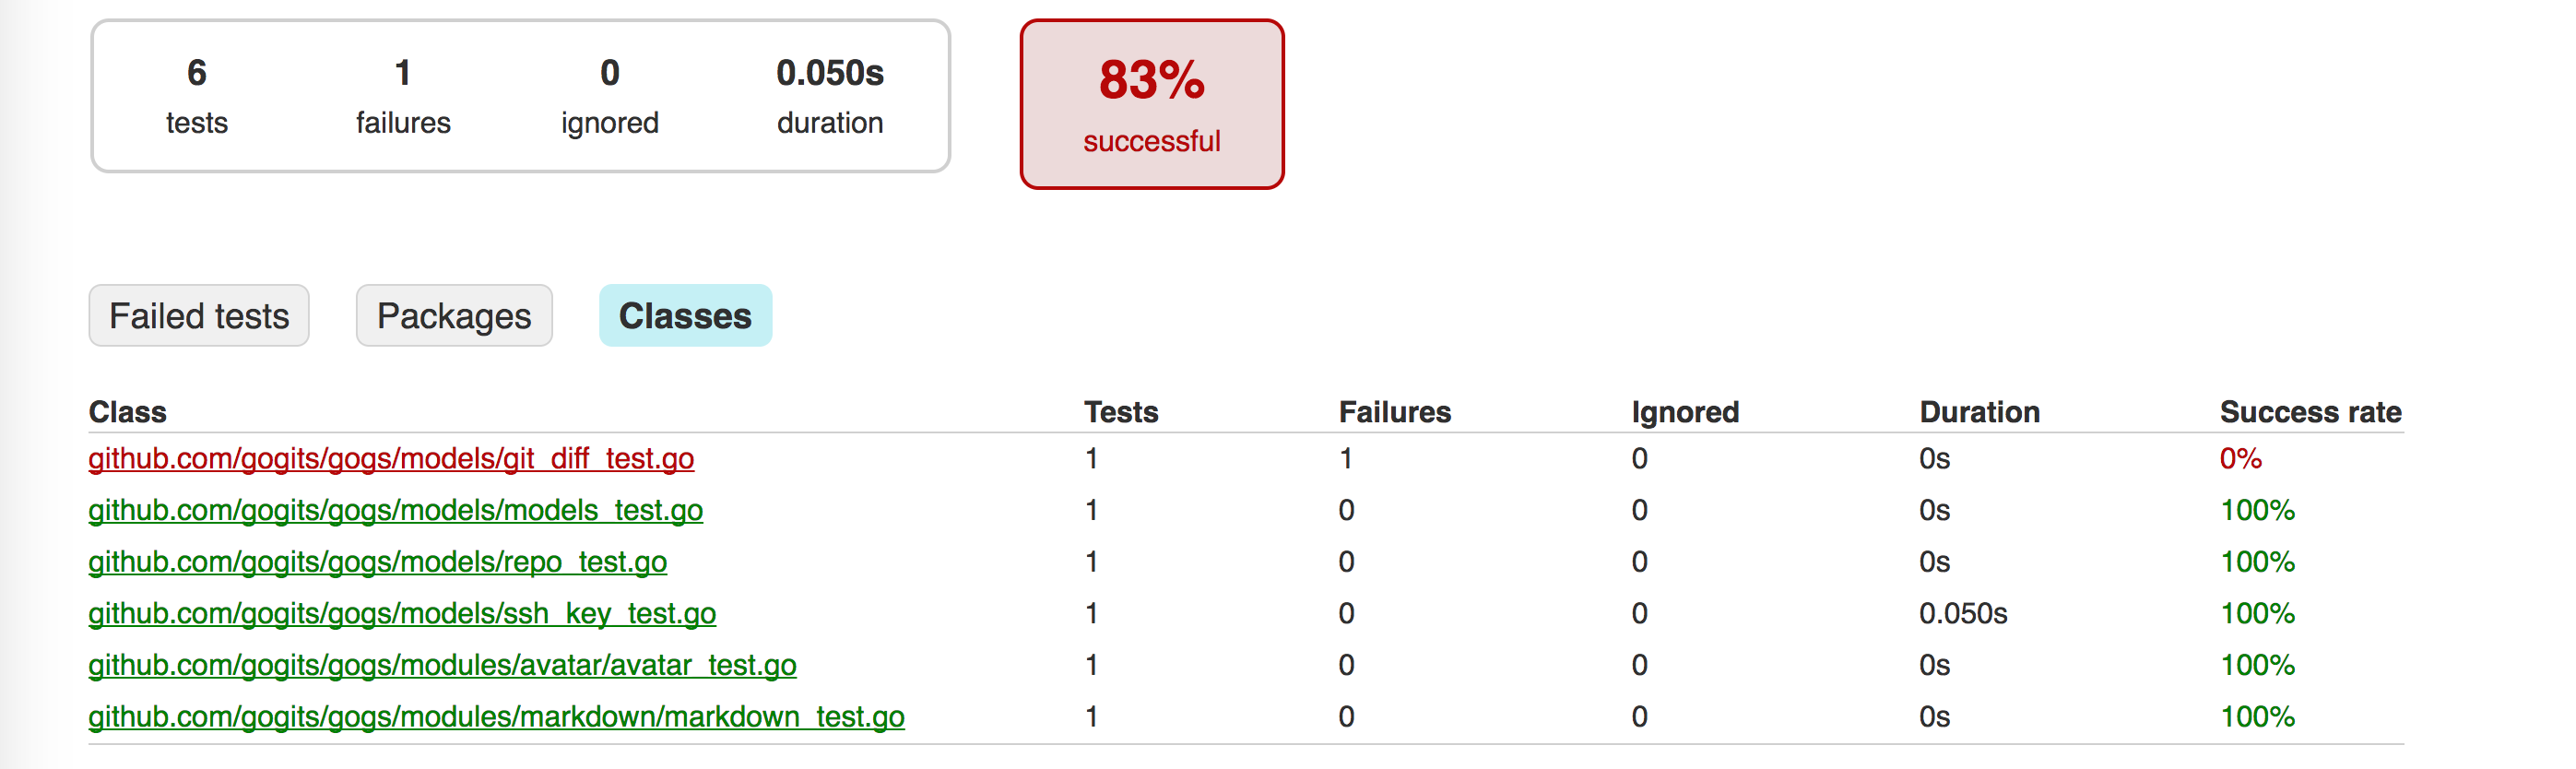 6 1 0 0.050s
tests failures ignored duration
83%
successful
Failed tests Packages Classes
Class Tests Failures Ignored Duration Success rate
github.com/gogits/gogs/models/git_diff_test.go 1 1 0 0s 0%
github.com/gogits/gogs/models/models_test.go 1 0 0 0s 100%
github.com/gogits/gogs/models/repo_test.go 1 0 0 0s 100%
github.com/gogits/gogs/models/ssh_key_test.go 1 0 0 0.050s 100%
github.com/gogits/gogs/modules/avatar/avatar_test.go 1 0 0 0s 100%
github.com/gogits/gogs/modules/markdown/markdown_test.go 1 0 0 0s 100%